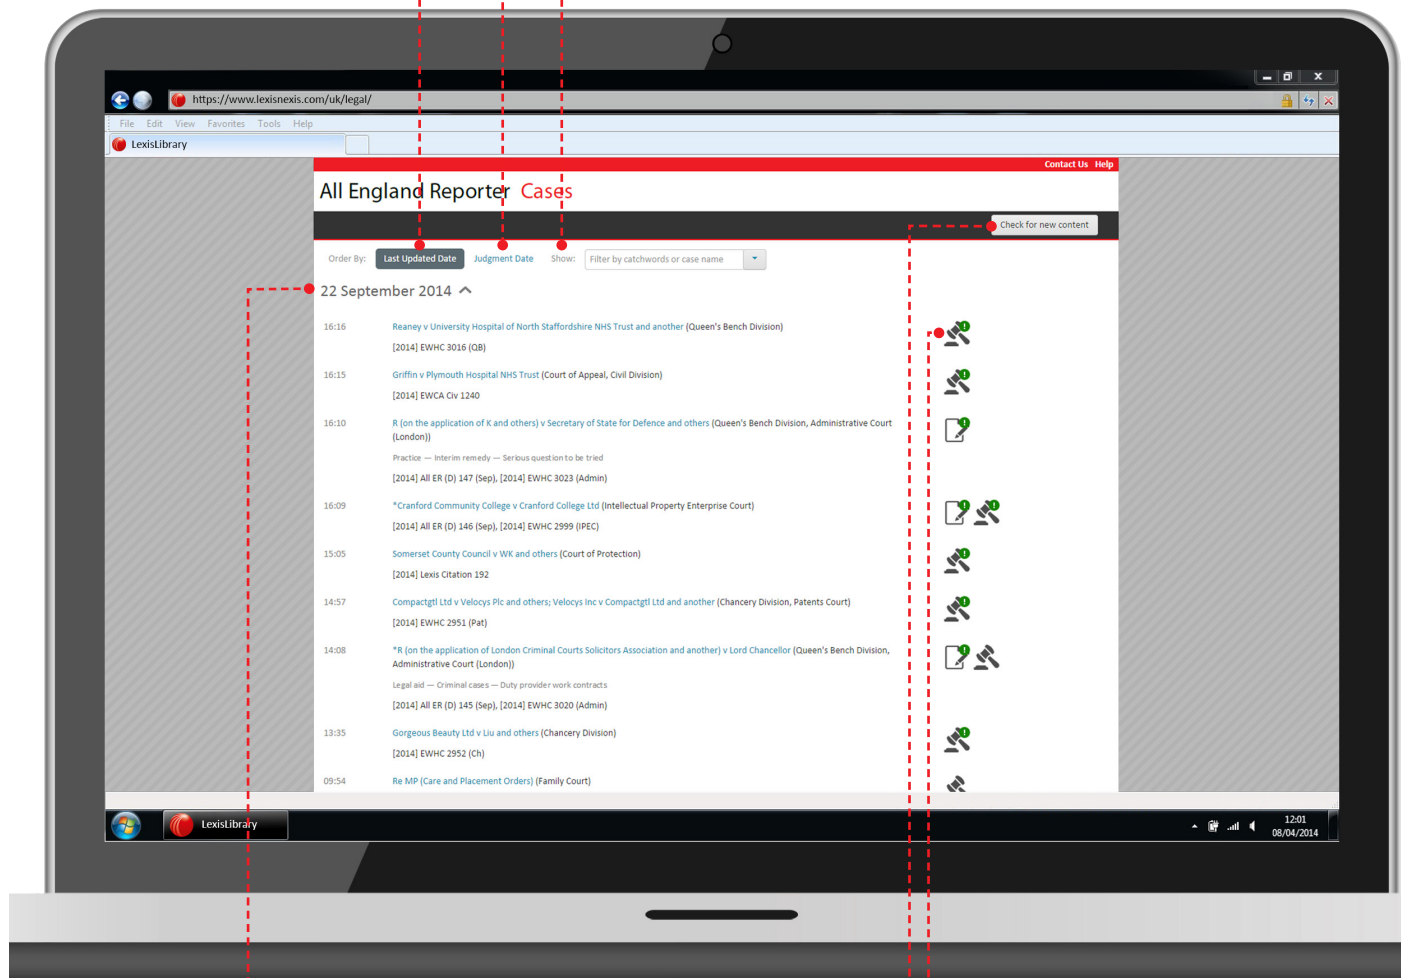 https://www.lexisnexis.com/uk/legal/
File Edit View Favorites Tools Help
LexisLibrary
Contact Us Help
All England Reporter Cases
Check for new content
Order By: Last Updated Date Judgment Date Show: Filter by catchwords or case name
22 September 2014
16:16 Reaney v University Hospital of North Staffordshire NHS Trust and another (Queen's Bench Division)
[2014] EWHC 3016 (QB)
16:15 Griffin v Plymouth Hospital NHS Trust (Court of Appeal, Civil Division)
[2014] EWCA Civ 1240
16:10 R (on the application of K and others) v Secretary of State for Defence and others (Queen's Bench Division, Administrative Court
(London))
Practice — Interim remedy — Serious question to be tried
[2014] All ER (D) 147 (Sep), [2014] EWHC 3023 (Admin)
16:09 *Cranford Community College v Cranford College Ltd (Intellectual Property Enterprise Court)
[2014] All ER (D) 146 (Sep), [2014] EWHC 2999 (IPEC)
15:05 Somerset County Council v WK and others (Court of Protection)
[2014] Lexis Citation 192
14:57 Compactgtl Ltd v Velocys Plc and others; Velocys Inc v Compactgtl Ltd and another (Chancery Division, Patents Court)
[2014] EWHC 2951 (Pat)
14:08 *R (on the application of London Criminal Courts Solicitors Association and another) v Lord Chancellor (Queen's Bench Division,
Administrative Court (London))
Legal aid — Criminal cases — Duty provider work contracts
[2014] All ER (D) 145 (Sep), [2014] EWHC 3020 (Admin)
13:35 Gorgeous Beauty Ltd v Liu and others (Chancery Division)
[2014] EWHC 2952 (Ch)
09:54 Re MP (Care and Placement Orders) (Family Court)
LexisLibrary
12:01
08/04/2014